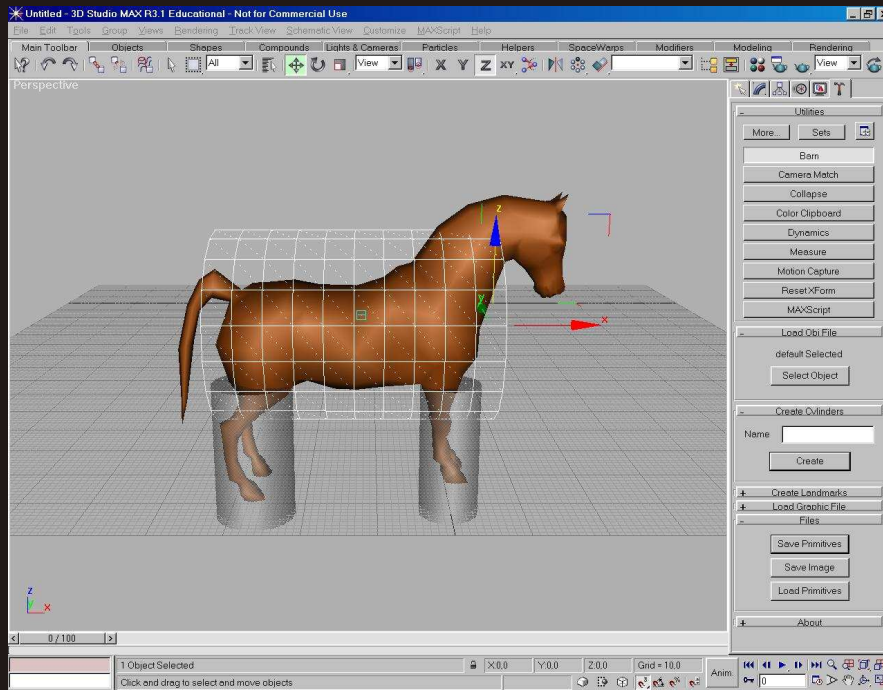 Untitled - 3D Studio MAX R3.1 Educational - Not for Commercial Use
File Edit Tools Group Views Rendering Track View Schematic View Customize MAXScript Help
Main Toolbar Objects Shapes Compounds Lights & Cameras Particles Helpers SpaceWarps Modifiers Modeling Rendering
All View X Y Z XY View
Perspective
Utilities
More... Sets
Barn
Camera Match
Collapse
Color Clipboard
Dynamics
Measure
Motion Capture
Reset XForm
MAXScript
- Load Obj File
default Selected
Select Object
- Create Cylinders
Name
Create
+ Create Landmarks
+ Load Graphic File
- Files
Save Primitives
Save Image
Load Primitives
+ About
z
y
x
z
y x
< 0 / 100 >
1 Object Selected X:0.0 Y:0.0 Z:0.0 Grid = 10.0
Click and drag to select and move objects
Anim
0